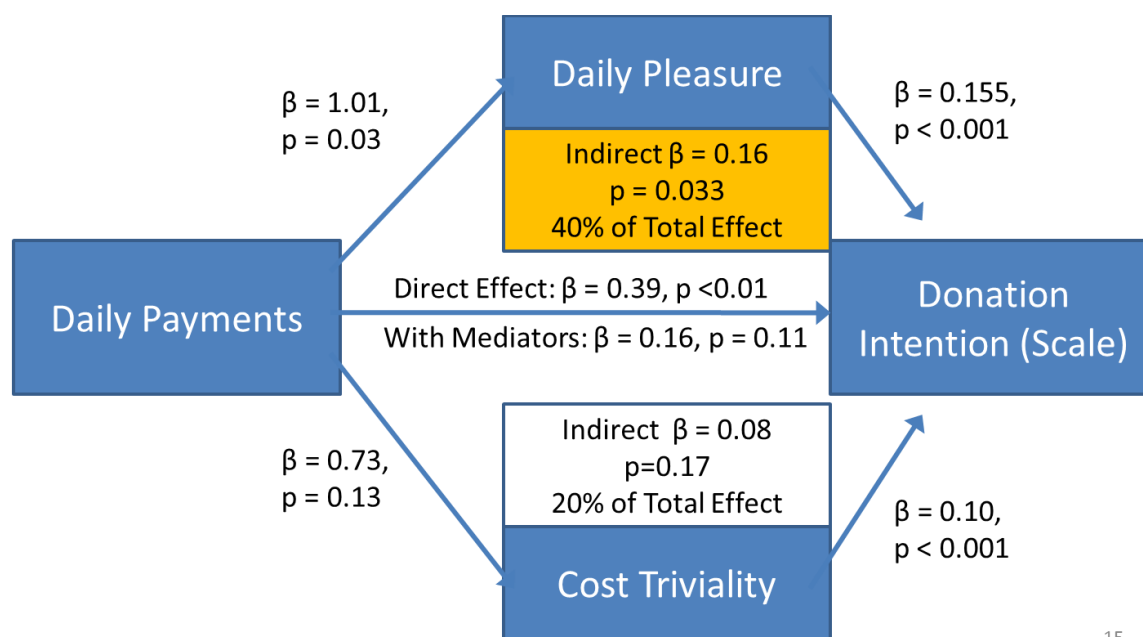 Daily Pleasure
β = 1.01,
p = 0.03
β = 0.155,
p < 0.001
Indirect β = 0.16
p = 0.033
40% of Total Effect
Daily Payments
Direct Effect: β = 0.39, p <0.01
With Mediators: β = 0.16, p = 0.11
Donation
Intention (Scale)
Indirect  β = 0.08
p=0.17
20% of Total Effect
β = 0.73,
p = 0.13
β = 0.10,
p < 0.001
Cost Triviality
15